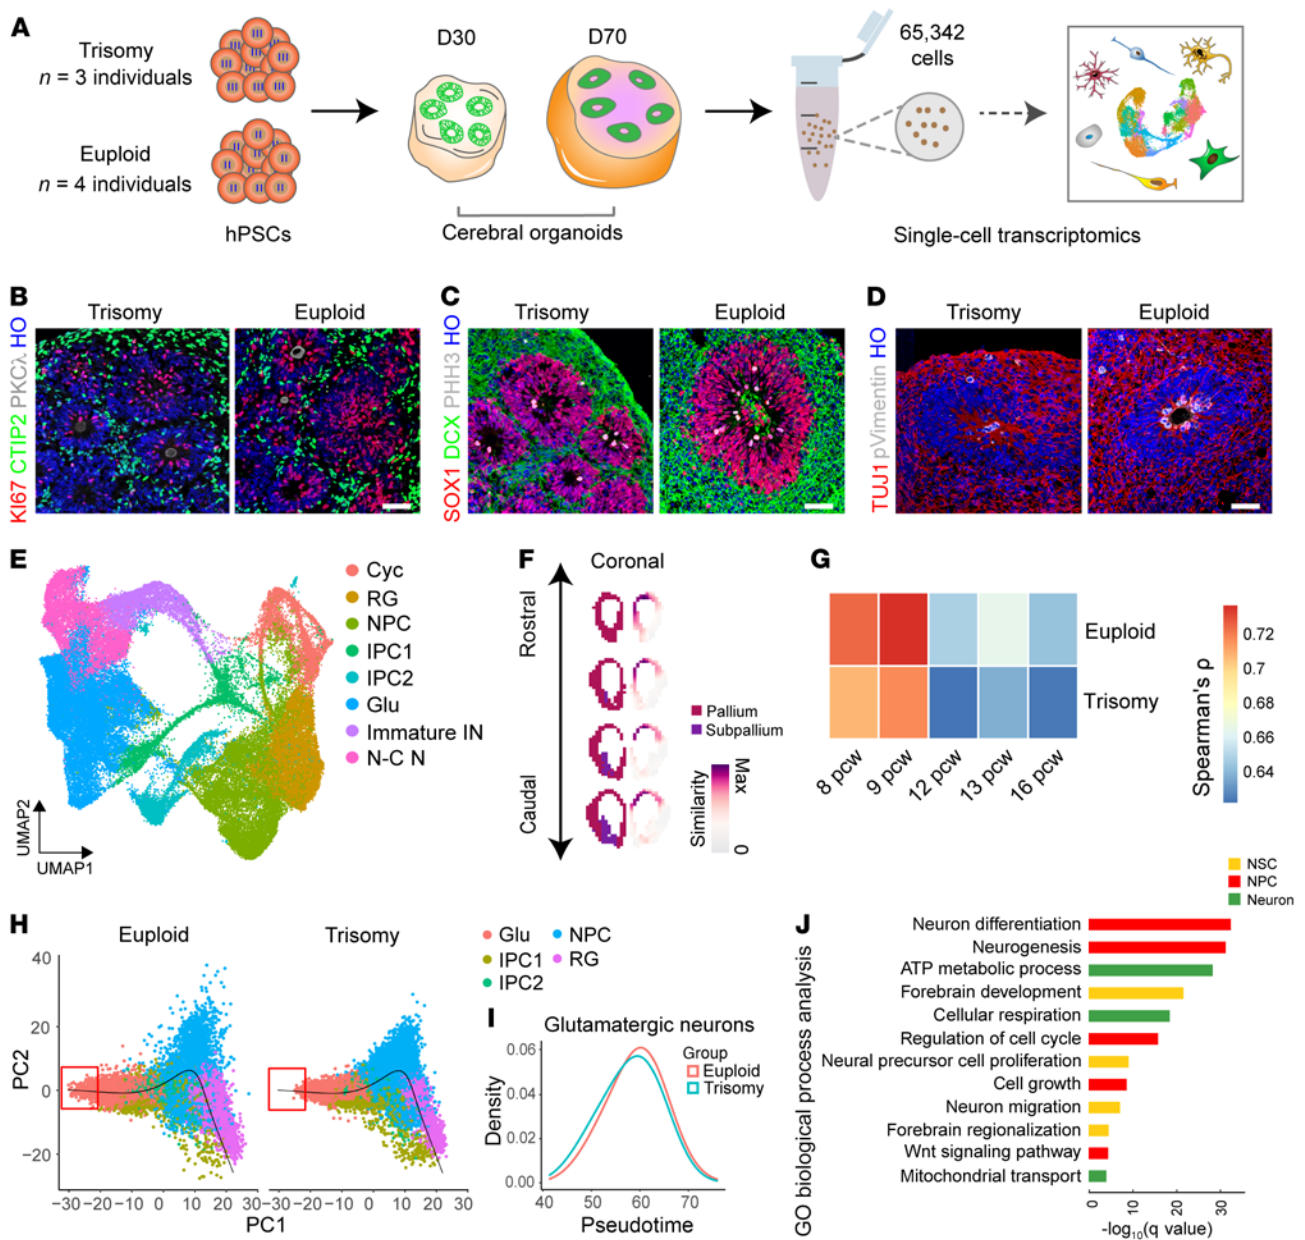 A
Trisomy
n = 3 individuals
Euploid
n = 4 individuals
hPSCs
D30
D70
Cerebral organoids
65,342
cells
Single-cell transcriptomics
B
Trisomy
Euploid
KI67 CTIP2 PKCλ HO
C
Trisomy
Euploid
SOX1 DCX PHH3 HO
D
Trisomy
Euploid
TUJ1 pVimentin HO
E
Cyc
RG
NPC
IPC1
IPC2
Glu
Immature IN
N-C N
UMAP2
UMAP1
F
Coronal
Rostral
Caudal
Pallium
Subpallium
Similarity
Max
0
G
Euploid
Trisomy
8 pcw
9 pcw
12 pcw
13 pcw
16 pcw
Spearman's ρ
0.72
0.7
0.68
0.66
0.64
H
Euploid
Trisomy
Glu
IPC1
IPC2
NPC
RG
PC2
40
20
0
−20
−30 −20 −10 0 10 20 30
−30 −20 −10 0 10 20 30
PC1
I
Glutamatergic neurons
Group
Euploid
Trisomy
Density
0.06
0.04
0.02
0.00
41 50 60 70
Pseudotime
J
NSC
NPC
Neuron
GO biological process analysis
Neuron differentiation
Neurogenesis
ATP metabolic process
Forebrain development
Cellular respiration
Regulation of cell cycle
Neural precursor cell proliferation
Cell growth
Neuron migration
Forebrain regionalization
Wnt signaling pathway
Mitochondrial transport
0 10 20 30
-log10(q value)